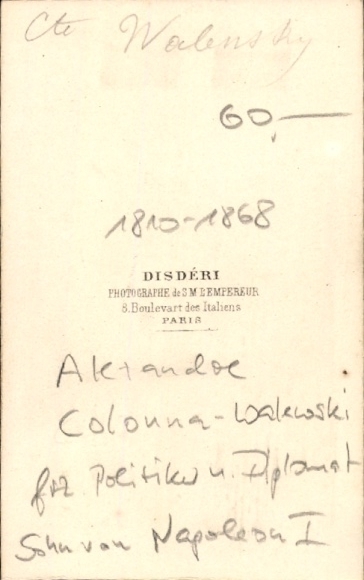 Cte Walensky
60,—
1810-1868
DISDÉRI
PHOTOGRAPHE de S.M. L'EMPEREUR
8. Boulevart des Italiens
PARIS
Alexandre
Colonna-Walewski
frz. Politiker u. Diplomat
Sohn von Napoleon I